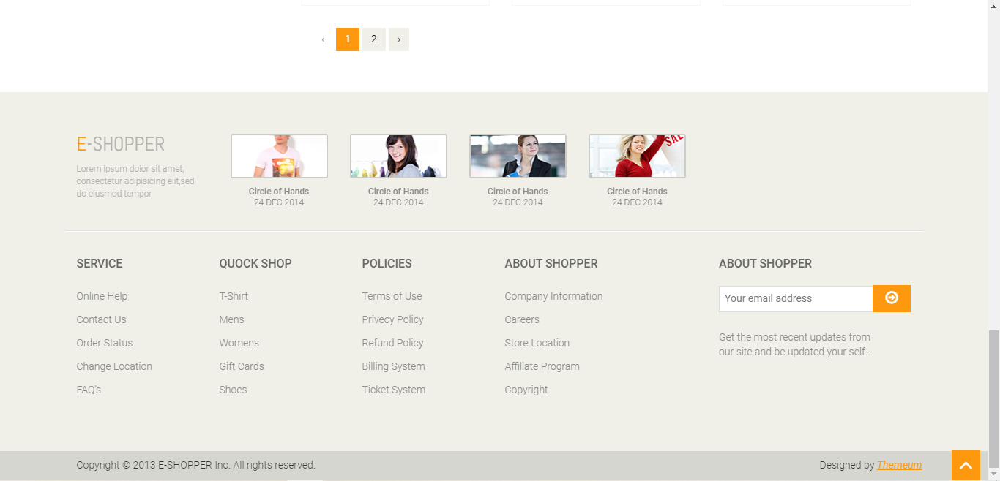 ‹ 1 2 ›
E-SHOPPER
Lorem ipsum dolor sit amet,
consectetur adipisicing elit,sed
do eiusmod tempor
SALE
Circle of Hands
24 DEC 2014
Circle of Hands
24 DEC 2014
Circle of Hands
24 DEC 2014
Circle of Hands
24 DEC 2014
SERVICE
Online Help
Contact Us
Order Status
Change Location
FAQ's
QUOCK SHOP
T-Shirt
Mens
Womens
Gift Cards
Shoes
POLICIES
Terms of Use
Privecy Policy
Refund Policy
Billing System
Ticket System
ABOUT SHOPPER
Company Information
Careers
Store Location
Affillate Program
Copyright
ABOUT SHOPPER
Your email address
Get the most recent updates from
our site and be updated your self...
Copyright © 2013 E-SHOPPER Inc. All rights reserved.
Designed by Themeum